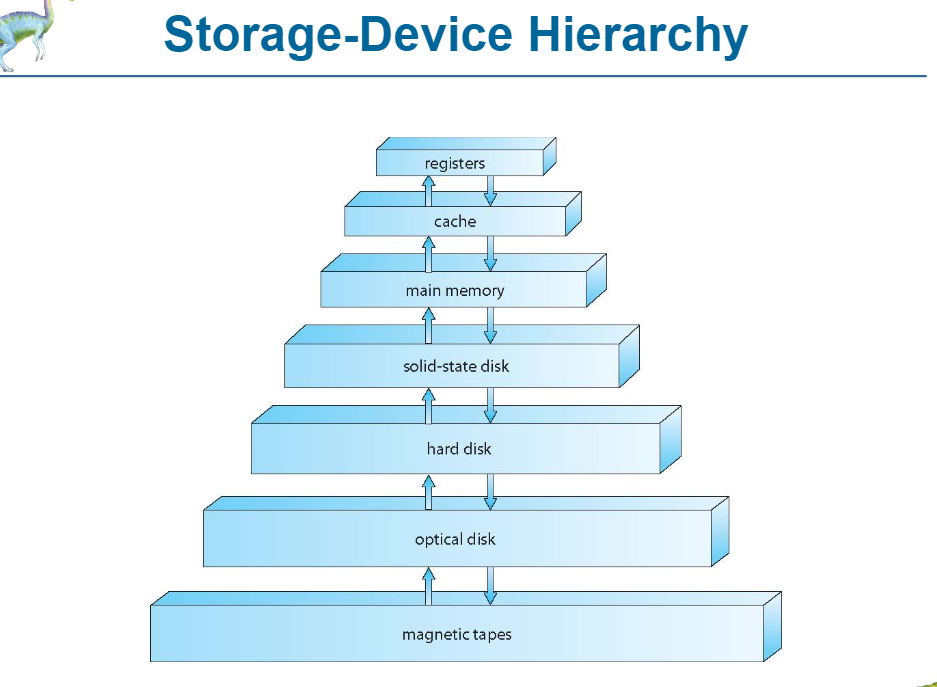 Storage-Device Hierarchy
registers
cache
main memory
solid-state disk
hard disk
optical disk
magnetic tapes